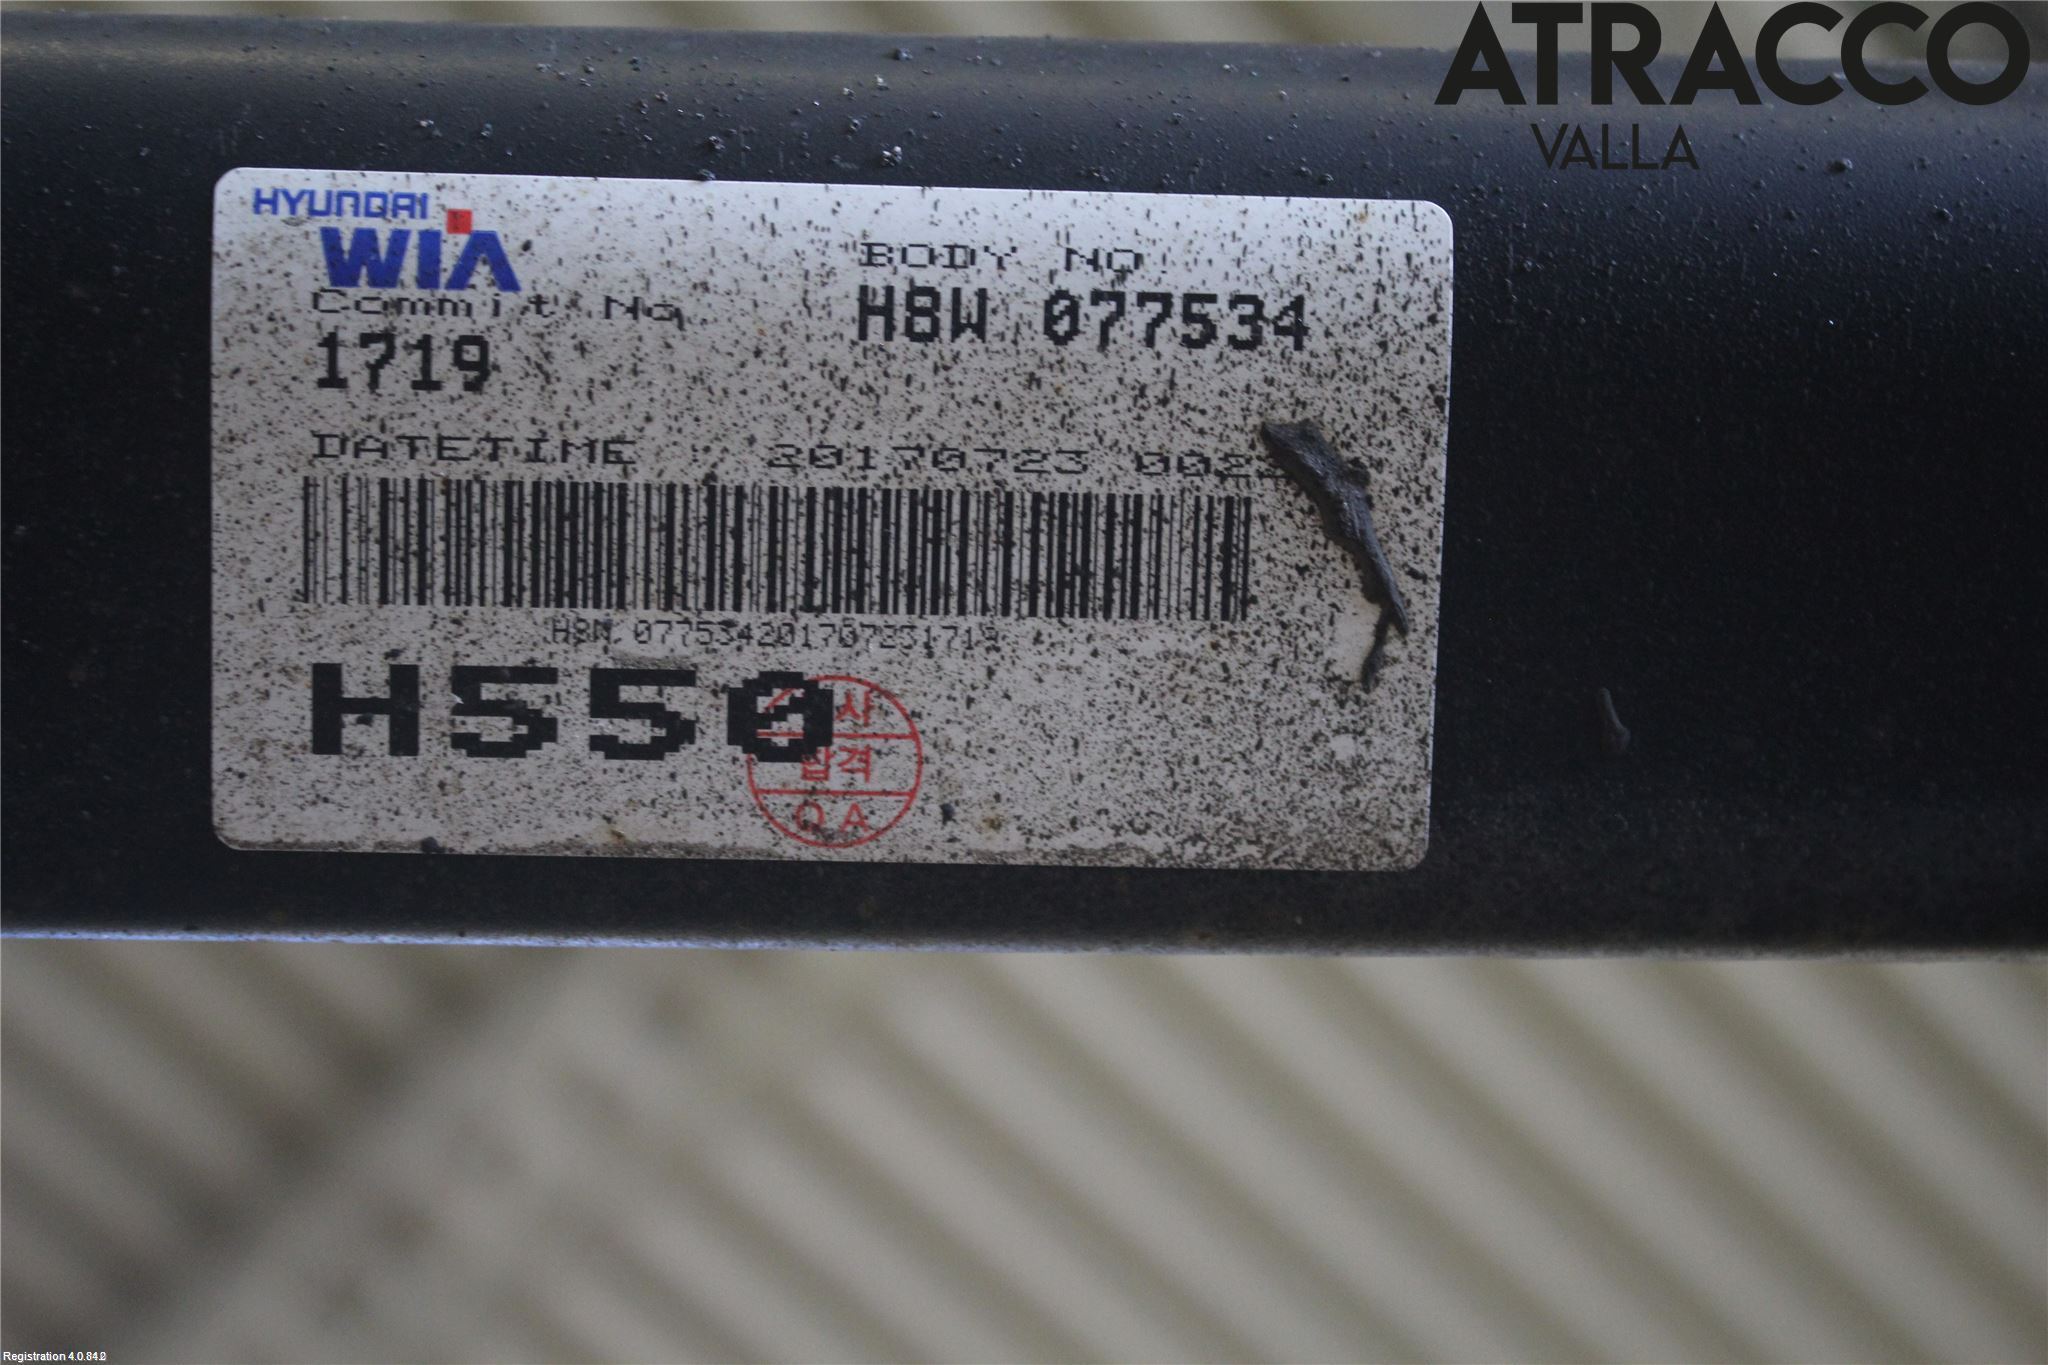 ATRACCO
VALLA
HYUNDAI
WIA
BODY NO.
Commit No.
H8W 077534
1719
DATETIME 20170723
H8W 077534201707231719
H550
사
합격
QA
Registration 4.0.84.2